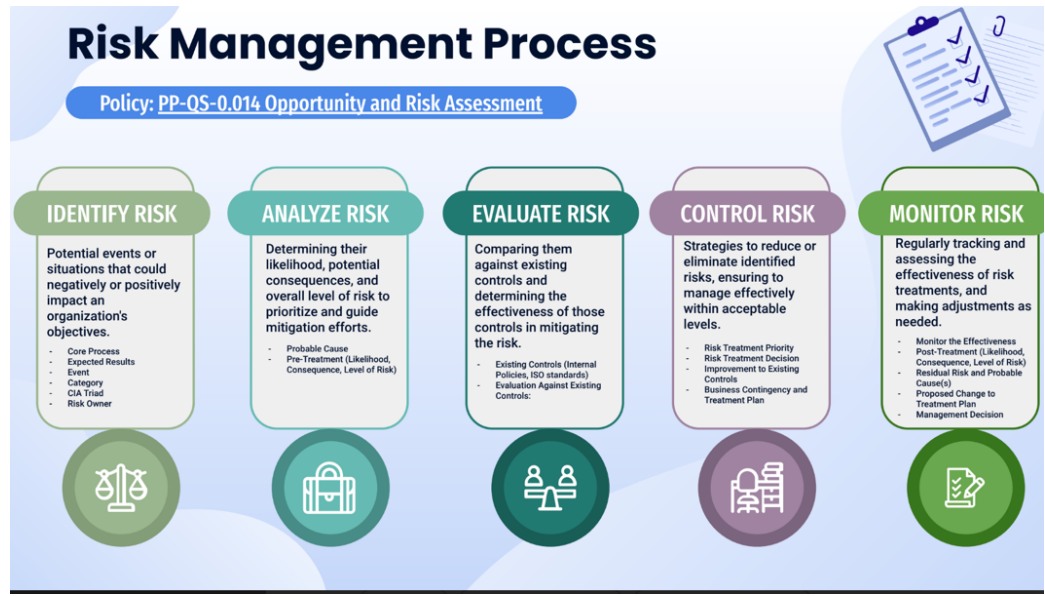 Risk Management Process
Policy: PP-QS-0.014 Opportunity and Risk Assessment
IDENTIFY RISK
Potential events or
situations that could
negatively or positively
impact an
organization's
objectives.
- Core Process
- Expected Results
- Event
- Category
- CIA Triad
- Risk Owner
ANALYZE RISK
Determining their
likelihood, potential
consequences, and
overall level of risk to
prioritize and guide
mitigation efforts.
- Probable Cause
- Pre-Treatment (Likelihood,
Consequence, Level of Risk)
EVALUATE RISK
Comparing them
against existing
controls and
determining the
effectiveness of those
controls in mitigating
the risk.
- Existing Controls (Internal
Policies, ISO standards)
- Evaluation Against Existing
Controls:
CONTROL RISK
Strategies to reduce or
eliminate identified
risks, ensuring to
manage effectively
within acceptable
levels.
- Risk Treatment Priority
- Risk Treatment Decision
- Improvement to Existing
Controls
- Business Contingency and
Treatment Plan
MONITOR RISK
Regularly tracking and
assessing the
effectiveness of risk
treatments, and
making adjustments as
needed.
- Monitor the Effectiveness
- Post-Treatment (Likelihood,
Consequence, Level of Risk)
- Residual Risk and Probable
Cause(s)
- Proposed Change to
Treatment Plan
- Management Decision